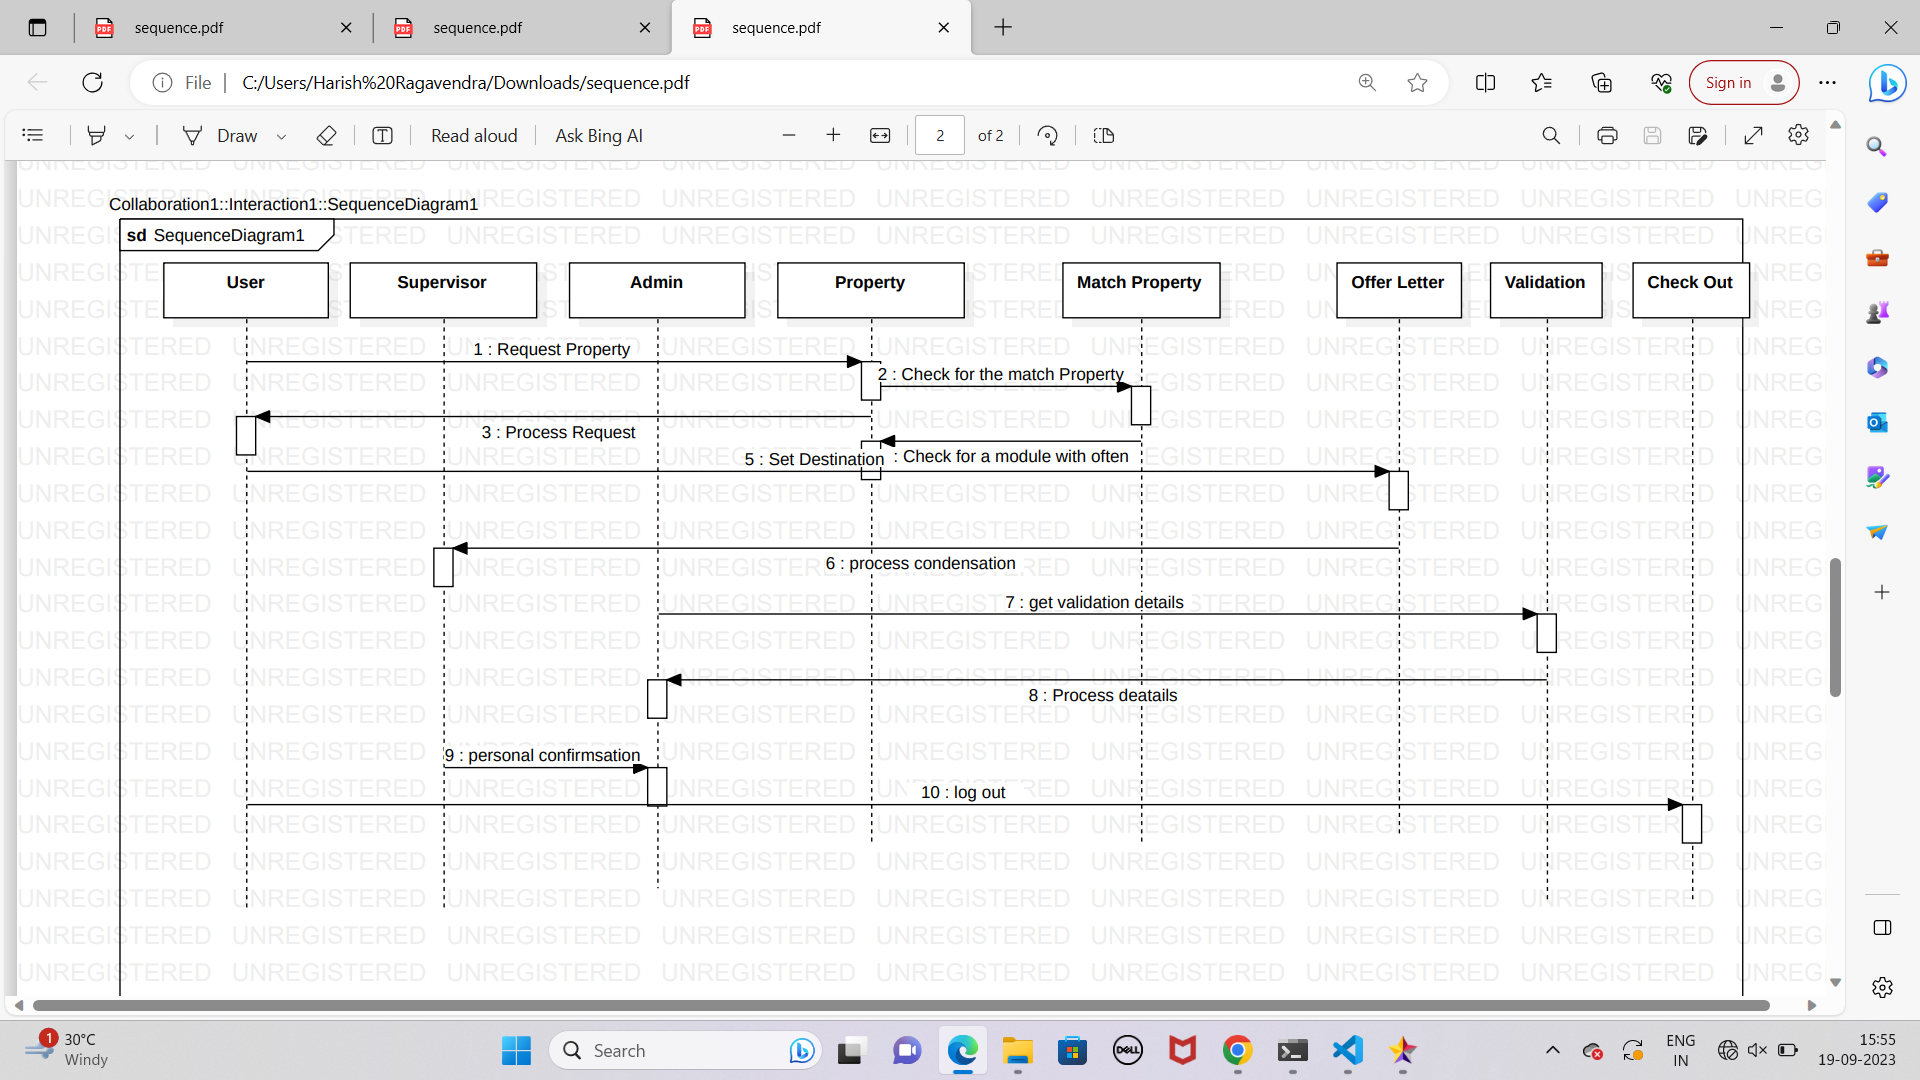 sequence.pdf
sequence.pdf
sequence.pdf
File
C:/Users/Harish%20Ragavendra/Downloads/sequence.pdf
Sign in
Draw
Read aloud
Ask Bing AI
2
of 2
Collaboration1::Interaction1::SequenceDiagram1
sd SequenceDiagram1
User
Supervisor
Admin
Property
Match Property
Offer Letter
Validation
Check Out
1 : Request Property
2 : Check for the match Property
3 : Process Request
: Check for a module with often
5 : Set Destination
6 : process condensation
7 : get validation details
8 : Process deatails
9 : personal confirmsation
10 : log out
UNREGISTERED
1
30°C
Windy
Search
DELL
ENG
IN
15:55
19-09-2023